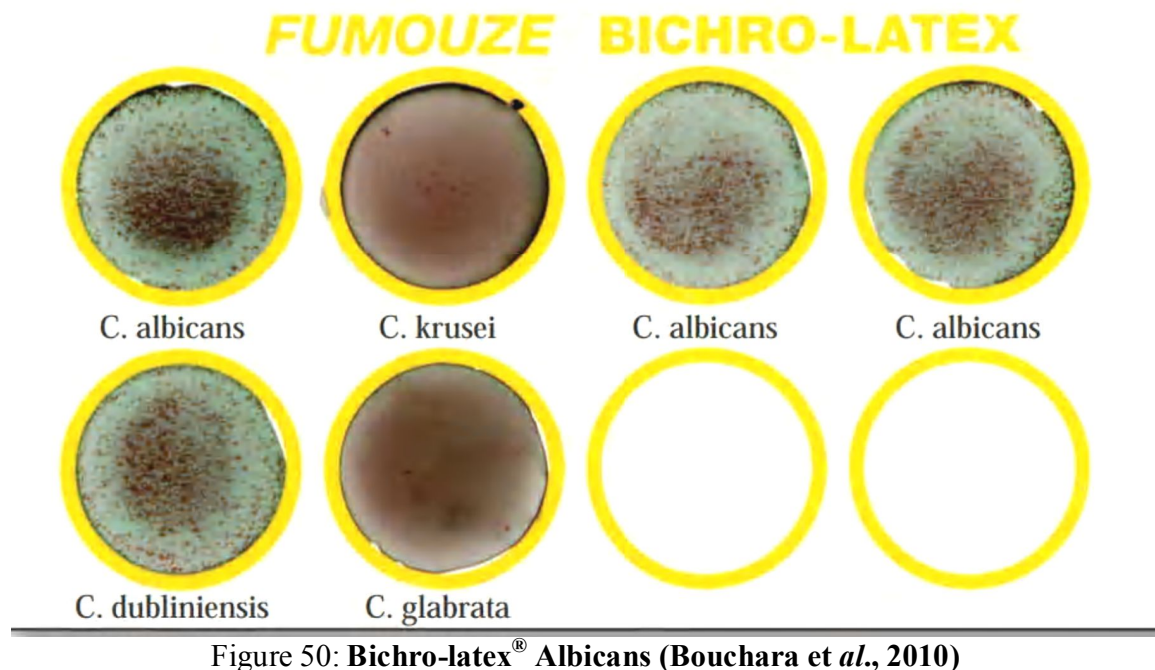 FUMOUZE BICHRO-LATEX
C. albicans C. krusei C. albicans C. albicans
C. dubliniensis C. glabrata
Figure 50: Bichro-latex® Albicans (Bouchara et al., 2010)